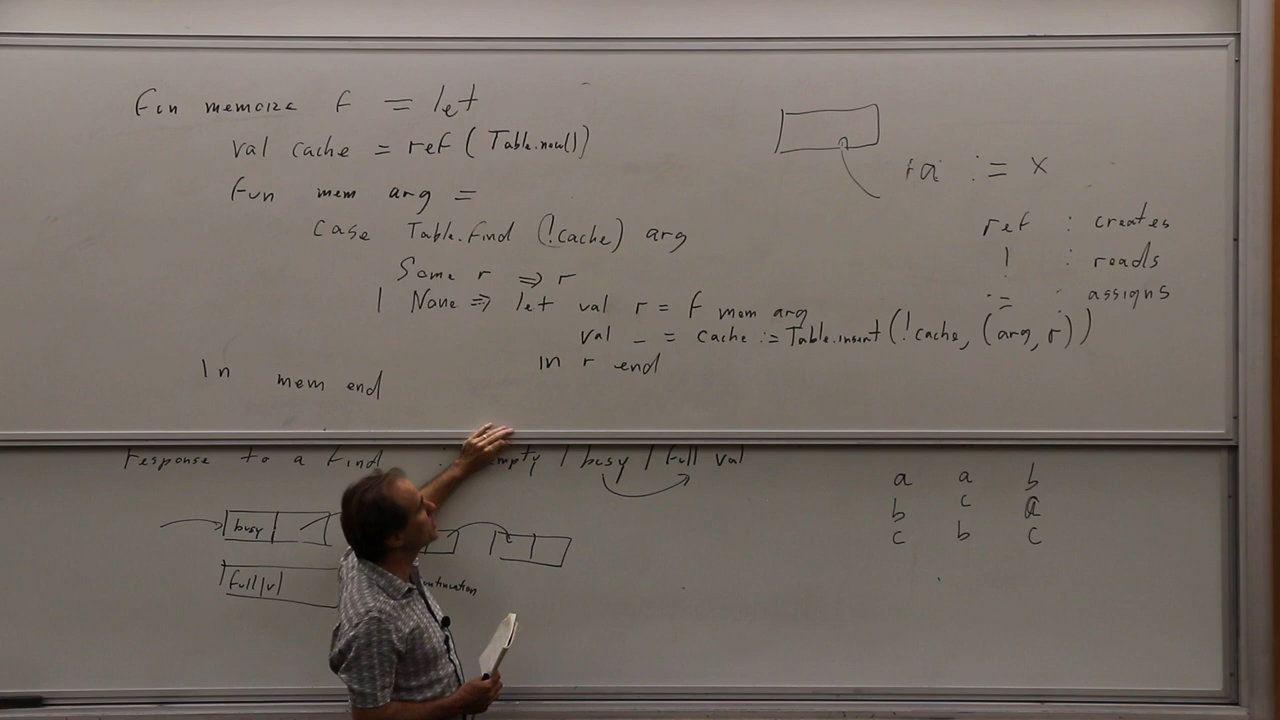 Fun memoize f = let
val cache = ref (Table.new())
Fun mem arg =
case Table.find (!cache) arg
Some r => r
| None => let val r = f mem arg
val _ = cache := Table.insert (!cache, (arg, r))
in r end
In mem end
a := x
ref : creates
! : reads
:= : assigns
response to a find : empty | busy | full val
busy
full|v|
a a b
b c a
c b c